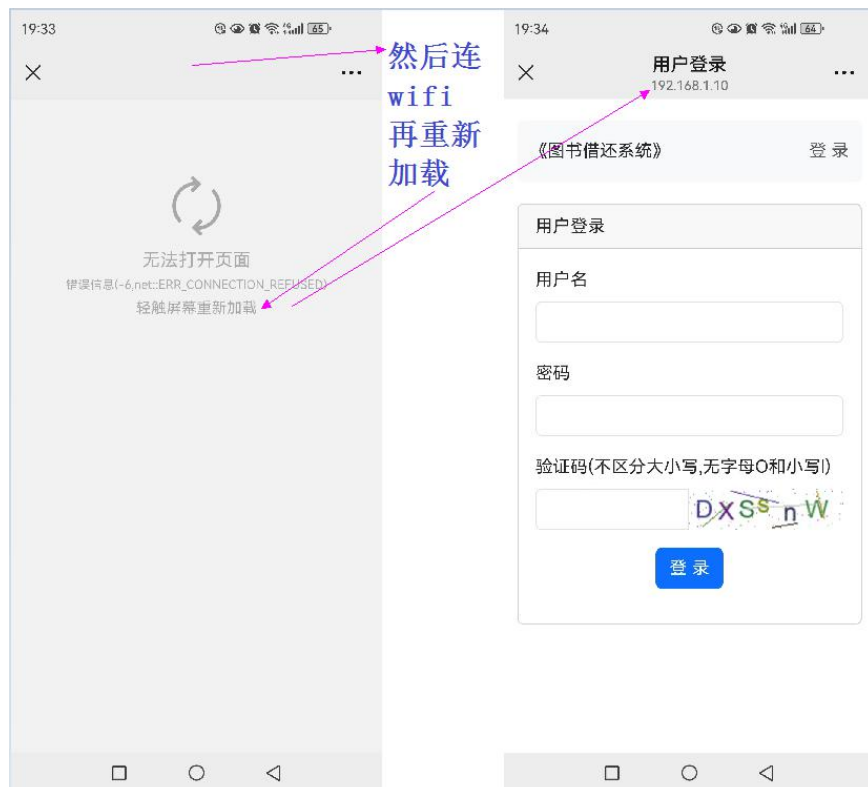 19:33
65
无法打开页面
错误信息(-6,net::ERR_CONNECTION_REFUSED)
轻触屏幕重新加载
然后连
wifi
再重新
加载
19:34
64
用户登录
192.168.1.10
《图书借还系统》
登 录
用户登录
用户名
密码
验证码(不区分大小写,无字母O和小写l)
DXSsnW
登 录